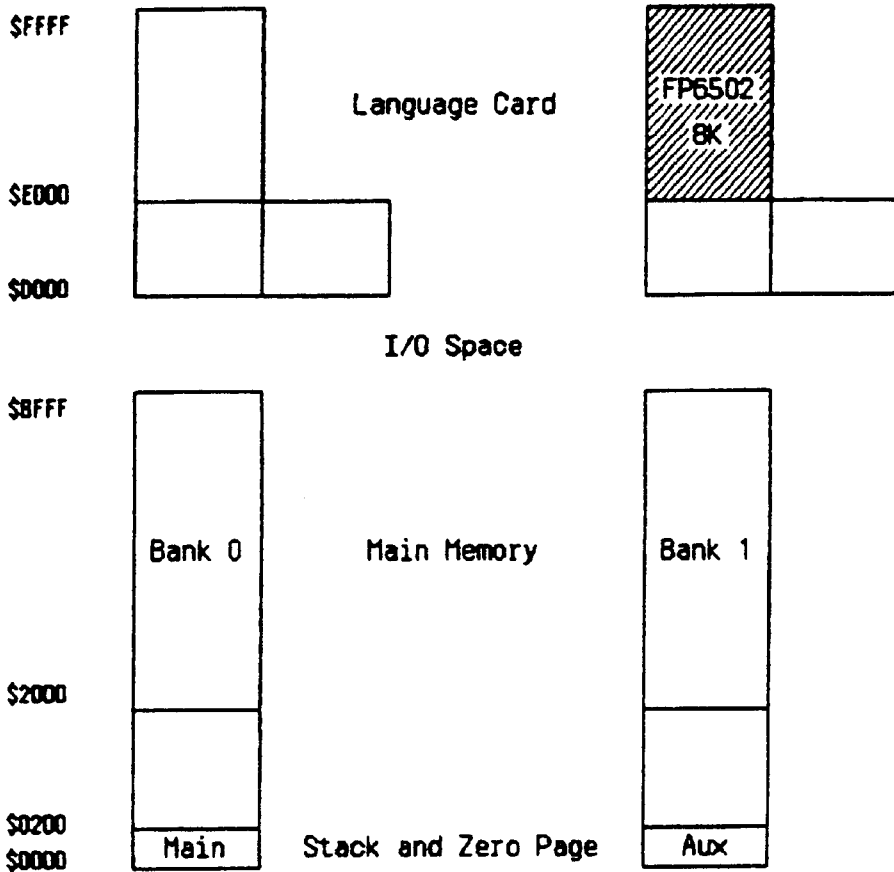 $FFFF
FP6502
8K
Language Card
$E000
$D000
I/O Space
$BFFF
Bank 0
Main Memory
Bank 1
$2000
$0200
Main
Stack and Zero Page
Aux
$0000